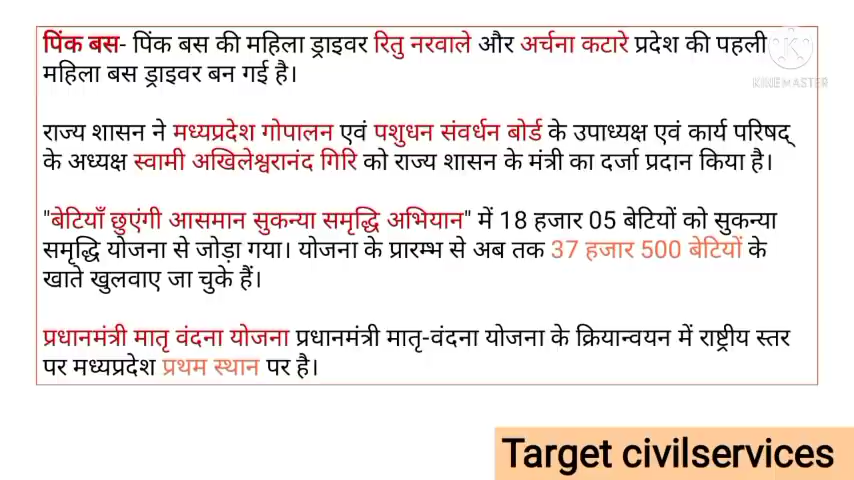 पिंक बस- पिंक बस की महिला ड्राइवर रितु नरवाले और अर्चना कटारे प्रदेश की पहली
महिला बस ड्राइवर बन गई है।
KINEMASTER
राज्य शासन ने मध्यप्रदेश गोपालन एवं पशुधन संवर्धन बोर्ड के उपाध्यक्ष एवं कार्य परिषद्
के अध्यक्ष स्वामी अखिलेश्वरानंद गिरि को राज्य शासन के मंत्री का दर्जा प्रदान किया है।
"बेटियाँ छुएंगी आसमान सुकन्या समृद्धि अभियान" में 18 हजार 05 बेटियों को सुकन्या
समृद्धि योजना से जोड़ा गया। योजना के प्रारम्भ से अब तक 37 हजार 500 बेटियों के
खाते खुलवाए जा चुके हैं।
प्रधानमंत्री मातृ वंदना योजना प्रधानमंत्री मातृ-वंदना योजना के क्रियान्वयन में राष्ट्रीय स्तर
पर मध्यप्रदेश प्रथम स्थान पर है।
Target civilservices